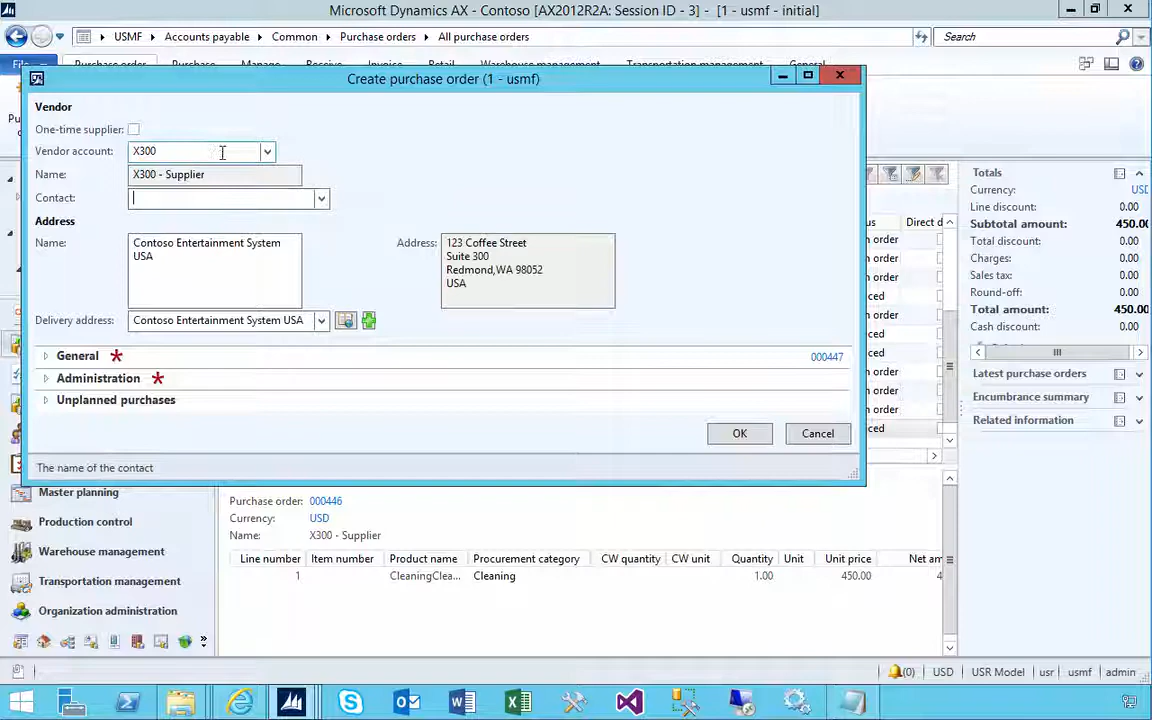 Microsoft Dynamics AX - Contoso [AX2012R2A: Session ID - 3] - [1 - usmf - initial]
USMF
Accounts payable
Common
Purchase orders
All purchase orders
Search
Create purchase order (1 - usmf)
Vendor
One-time supplier:
Vendor account:
X300
Name:
X300 - Supplier
Contact:
Address
Name:
Contoso Entertainment System
USA
Address:
123 Coffee Street
Suite 300
Redmond,WA 98052
USA
Delivery address:
Contoso Entertainment System USA
General *
000447
Administration *
Unplanned purchases
OK
Cancel
The name of the contact
Direct d
Totals
Currency:
USD
Line discount:
0.00
Subtotal amount:
450.00
Total discount:
0.00
Charges:
0.00
Sales tax:
0.00
Round-off:
0.00
Total amount:
450.00
Cash discount:
0.00
Latest purchase orders
Encumbrance summary
Related information
Master planning
Production control
Warehouse management
Transportation management
Organization administration
Purchase order:
000446
Currency:
USD
Name:
X300 - Supplier
Line number
Item number
Product name
Procurement category
CW quantity
CW unit
Quantity
Unit
Unit price
Net am
1
CleaningClea...
Cleaning
1.00
450.00
4
(0)
USD
USR Model
usr
usmf
admin